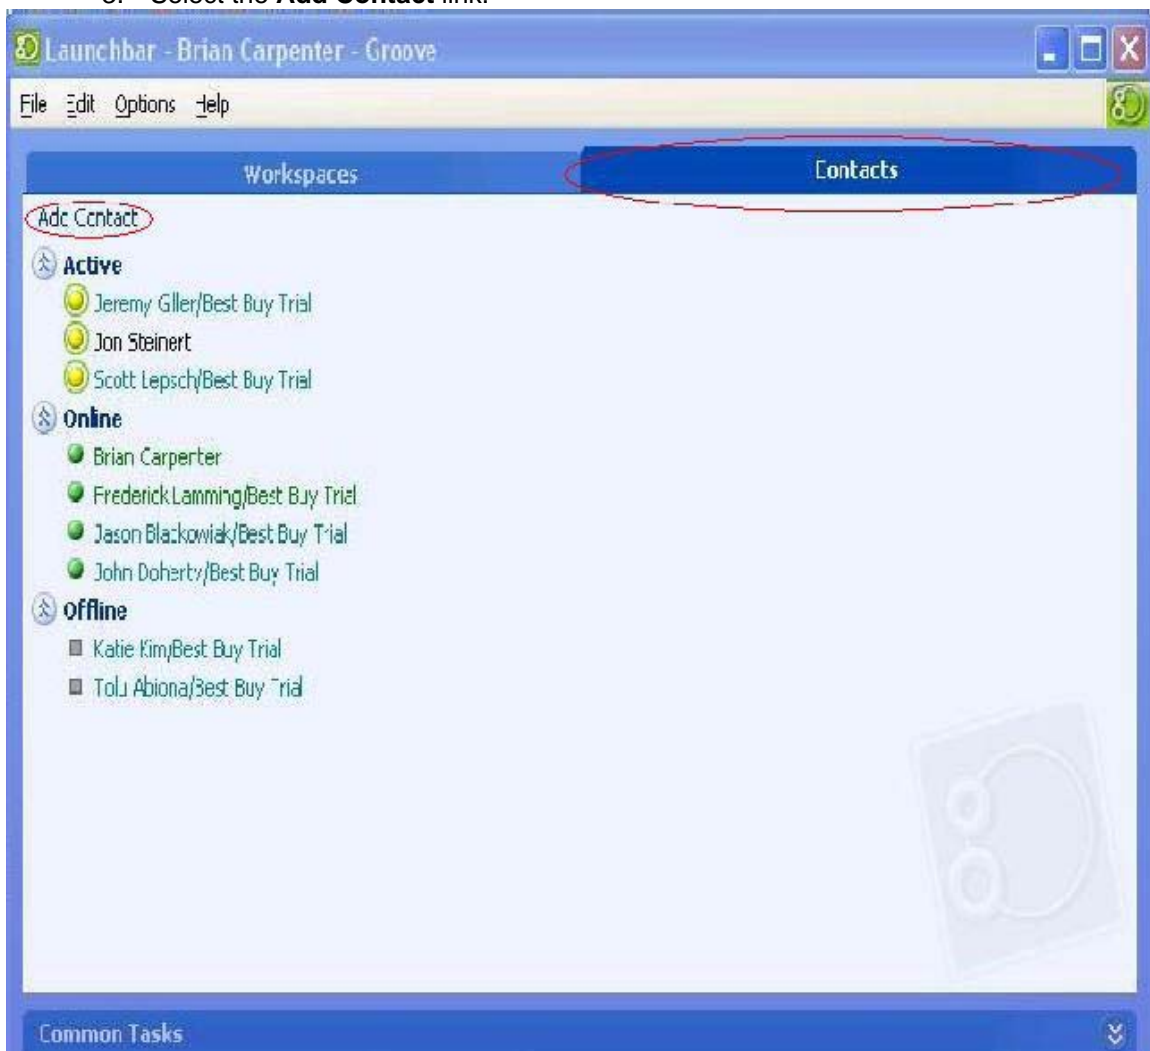 Select the Add Contact link.
Launchbar - Brian Carpenter - Groove
File Edit Options Help
Workspaces Contacts
Add Contact
Active
Jeremy Gller/Best Buy Trial
Jon Steinert
Scott Lepsch/Best Buy Trial
Online
Brian Carpenter
Frederick Lamming/Best Buy Trial
Jason Blackowiak/Best Buy Trial
John Doherty/Best Buy Trial
Offline
Katie Kim/Best Buy Trial
Tolu Abiona/Best Buy Trial
Common Tasks